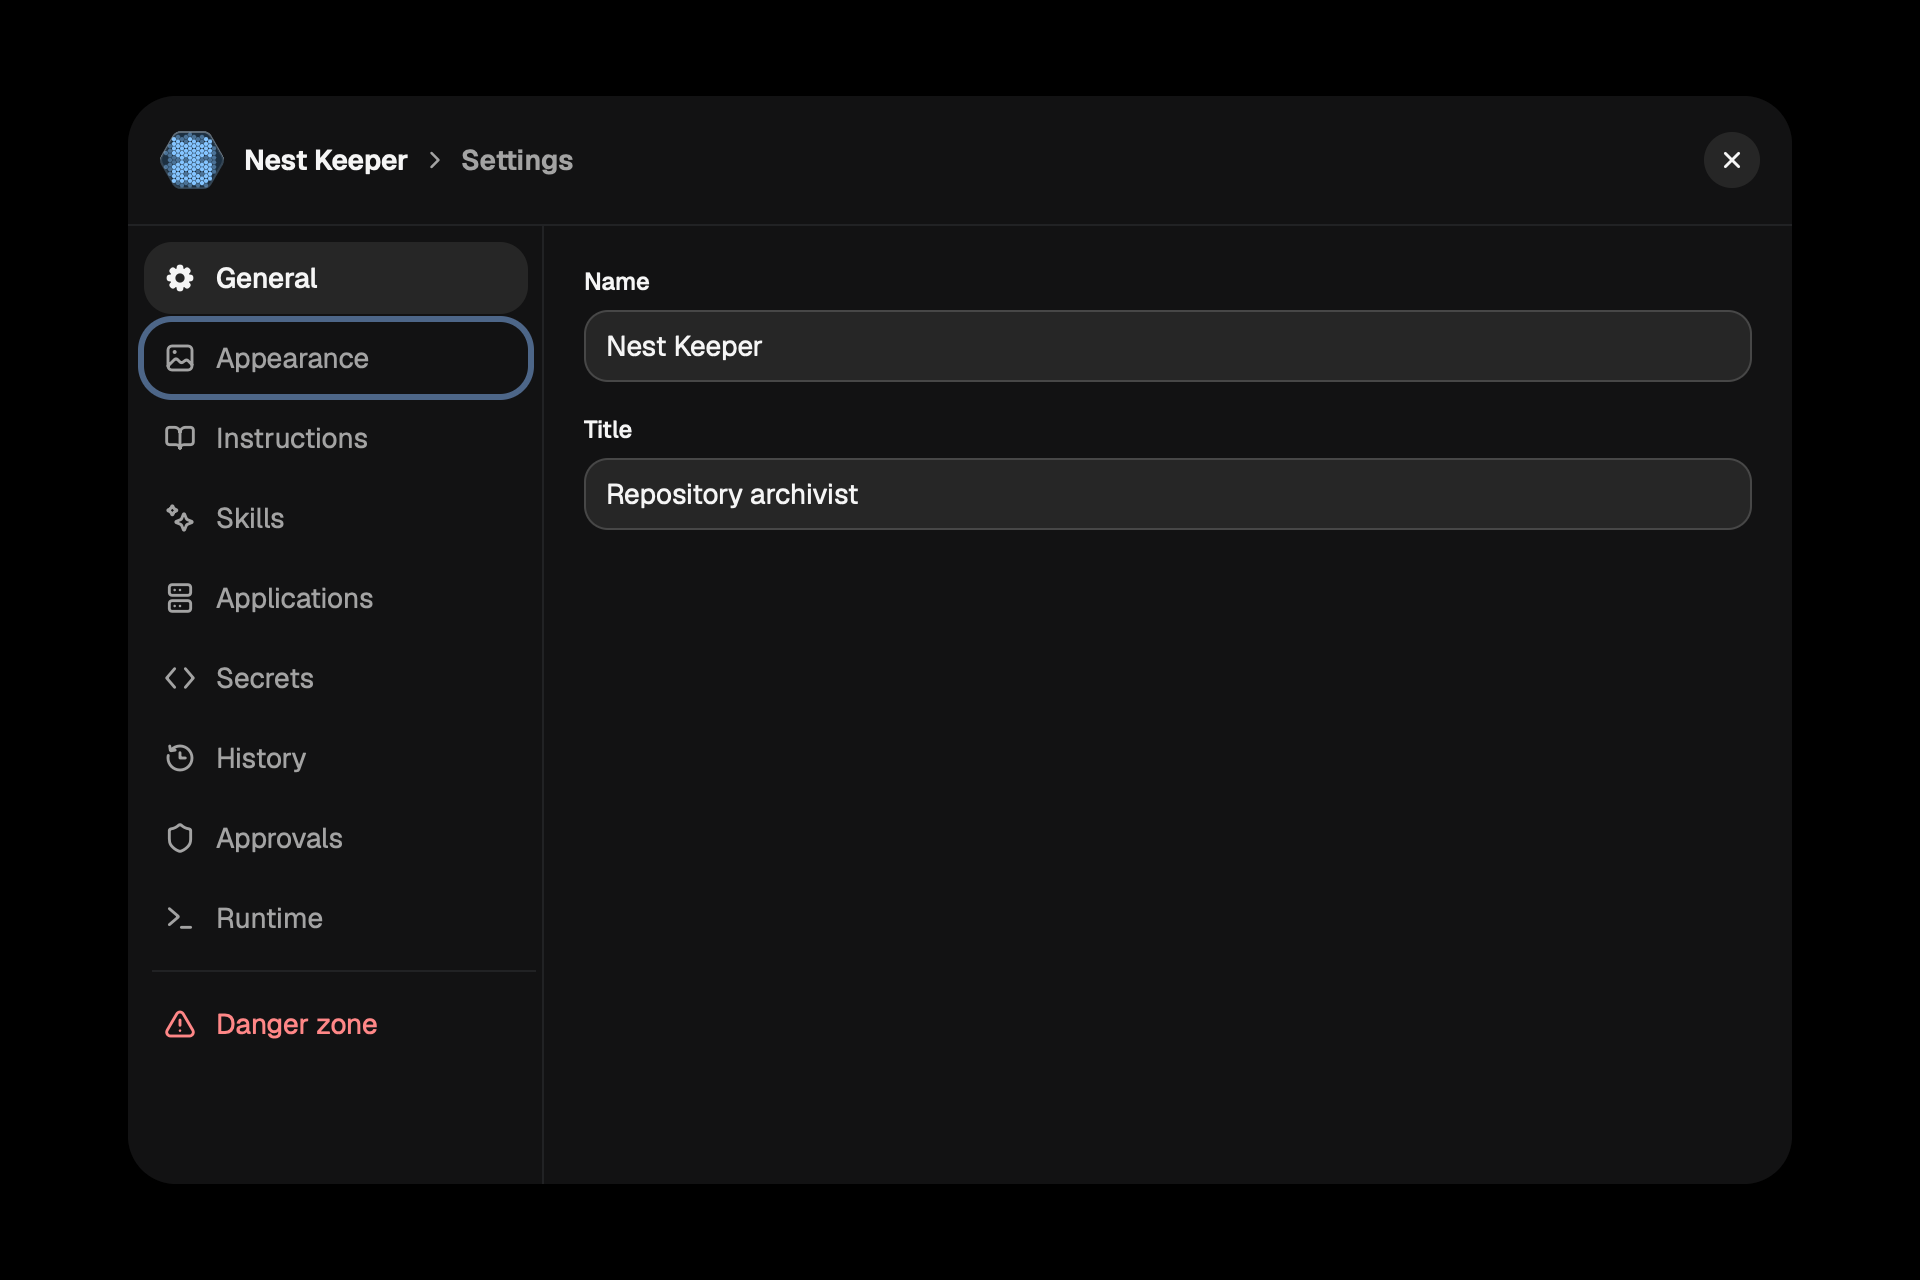 Nest Keeper > Settings
General
Appearance
Instructions
Skills
Applications
Secrets
History
Approvals
Runtime
Danger zone
Name
Nest Keeper
Title
Repository archivist